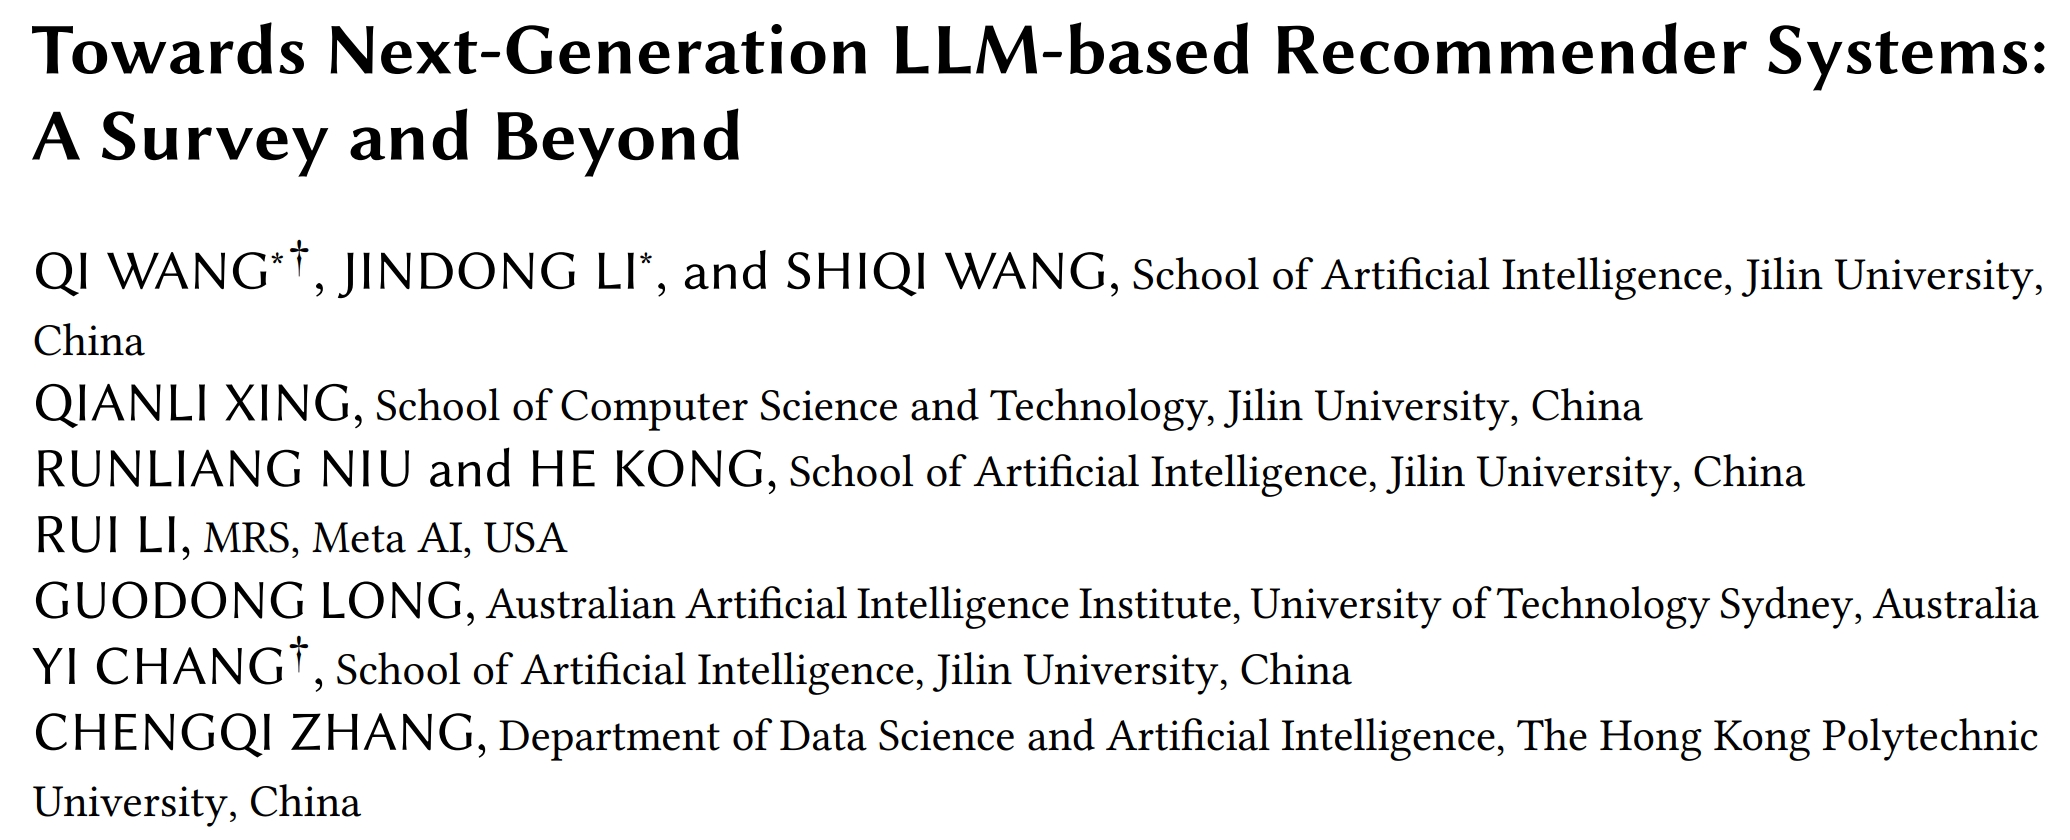 Towards Next-Generation LLM-based Recommender Systems:
A Survey and Beyond
QI WANG*†, JINDONG LI*, and SHIQI WANG, School of Artificial Intelligence, Jilin University,
China
QIANLI XING, School of Computer Science and Technology, Jilin University, China
RUNLIANG NIU and HE KONG, School of Artificial Intelligence, Jilin University, China
RUI LI, MRS, Meta AI, USA
GUODONG LONG, Australian Artificial Intelligence Institute, University of Technology Sydney, Australia
YI CHANG†, School of Artificial Intelligence, Jilin University, China
CHENGQI ZHANG, Department of Data Science and Artificial Intelligence, The Hong Kong Polytechnic
University, China